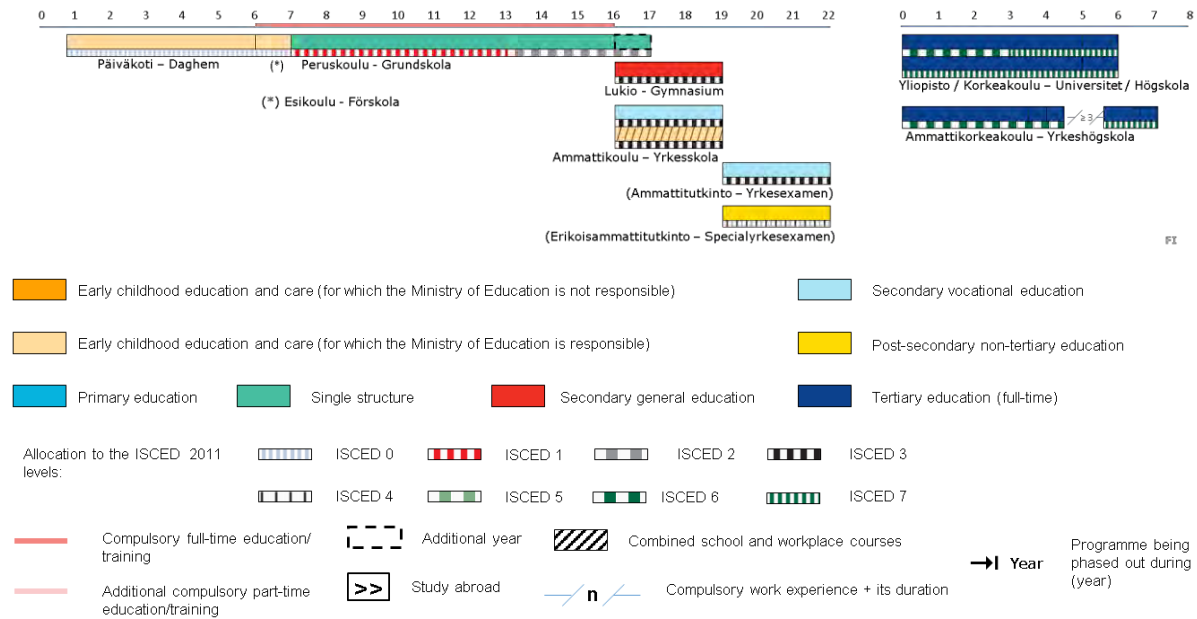 0 1 2 3 4 5 6 7 8 9 10 11 12 13 14 15 16 17 18 19 20 21 22
0 1 2 3 4 5 6 7 8
Päiväkoti – Daghem
(*)
Peruskoulu - Grundskola
(*) Esikoulu - Förskola
Lukio - Gymnasium
Ammattikoulu – Yrkesskola
(Ammattitutkinto – Yrkesexamen)
(Erikoisammattitutkinto – Specialyrkesexamen)
Yliopisto / Korkeakoulu – Universitet / Högskola
≥3
Ammattikorkeakoulu - Yrkeshögskola
FI
Early childhood education and care (for which the Ministry of Education is not responsible)
Secondary vocational education
Early childhood education and care (for which the Ministry of Education is responsible)
Post-secondary non-tertiary education
Primary education
Single structure
Secondary general education
Tertiary education (full-time)
Allocation to the ISCED 2011
levels:
ISCED 0
ISCED 1
ISCED 2
ISCED 3
ISCED 4
ISCED 5
ISCED 6
ISCED 7
Compulsory full-time education/
training
Additional year
Combined school and workplace courses
Year
Programme being
phased out during
(year)
Additional compulsory part-time
education/training
>>
Study abroad
n
Compulsory work experience + its duration